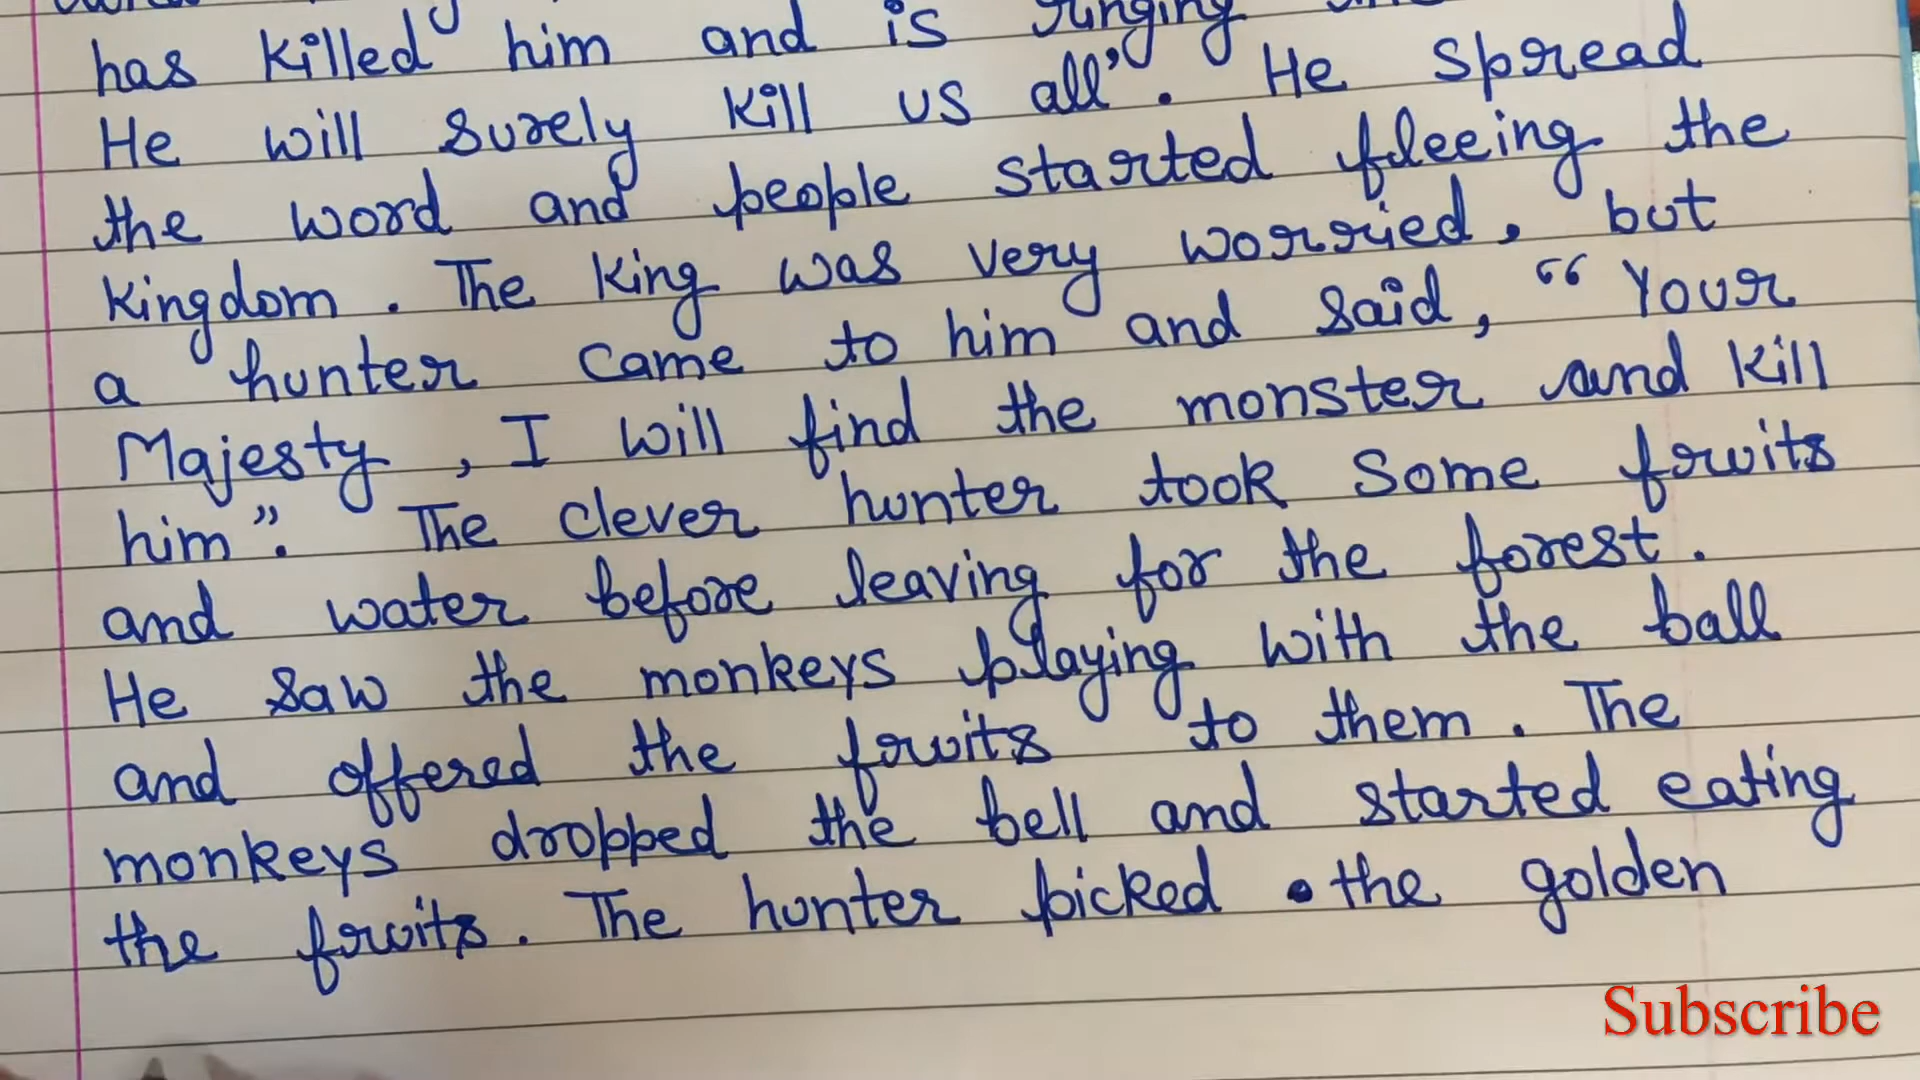 has killed him and is ringing
He will surely kill us all”. He spread
the word and people started fleeing the
kingdom. The king was very worried, but
a hunter came to him and said, “Your
Majesty, I will find the monster and kill
him”. The clever hunter took some fruits
and water before leaving for the forest.
He saw the monkeys playing with the ball
and offered the fruits to them. The
monkeys dropped the bell and started eating
the fruits. The hunter picked the golden
Subscribe